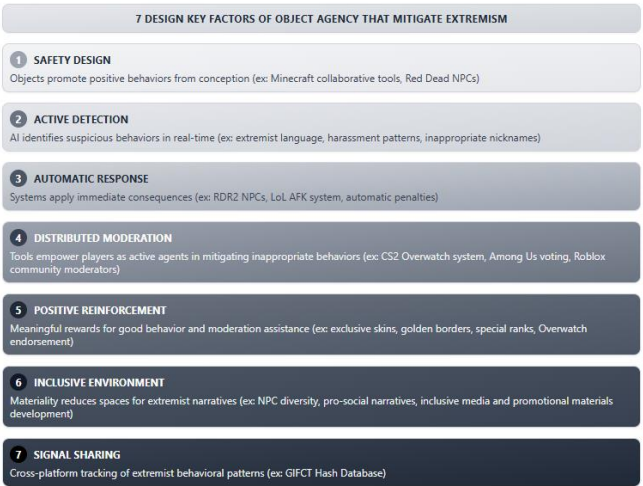 7 DESIGN KEY FACTORS OF OBJECT AGENCY THAT MITIGATE EXTREMISM
1 SAFETY DESIGN
Objects promote positive behaviors from conception (ex: Minecraft collaborative tools, Red Dead NPCs)
2 ACTIVE DETECTION
AI identifies suspicious behaviors in real-time (ex: extremist language, harassment patterns, inappropriate nicknames)
3 AUTOMATIC RESPONSE
Systems apply immediate consequences (ex: RDR2 NPCs, LoL AFK system, automatic penalties)
4 DISTRIBUTED MODERATION
Tools empower players as active agents in mitigating inappropriate behaviors (ex: CS2 Overwatch system, Among Us voting, Roblox
community moderators)
5 POSITIVE REINFORCEMENT
Meaningful rewards for good behavior and moderation assistance (ex: exclusive skins, golden borders, special ranks, Overwatch
endorsement)
6 INCLUSIVE ENVIRONMENT
Materiality reduces spaces for extremist narratives (ex: NPC diversity, pro-social narratives, inclusive media and promotional materials
development)
7 SIGNAL SHARING
Cross-platform tracking of extremist behavioral patterns (ex: GIFCT Hash Database)